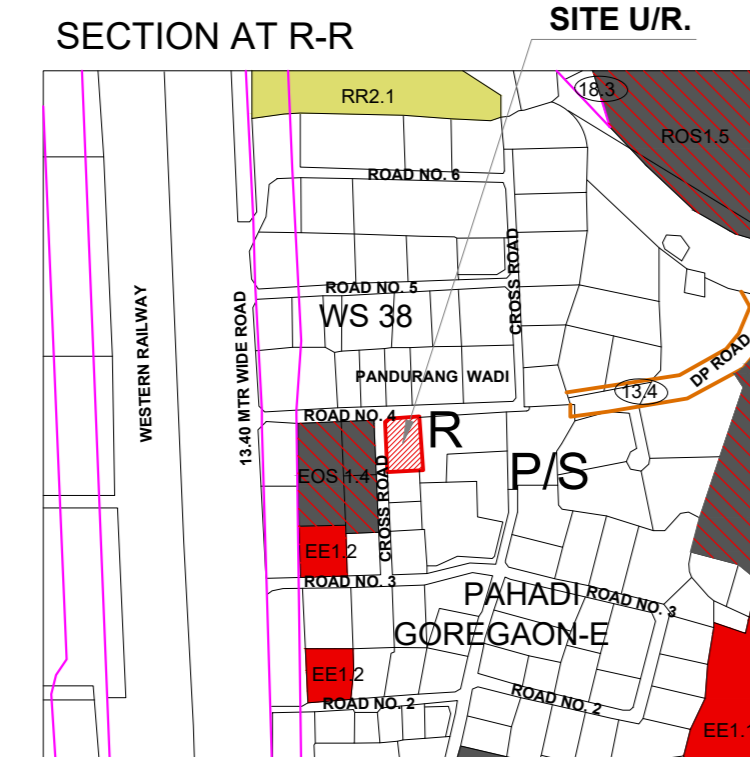 SITE U/R.
SECTION AT R-R
RR2.1
18.3
ROS1.5
ROAD NO. 6
CROSS ROAD
ROAD NO. 5
WS 38
WESTERN RAILWAY
13.40 MTR WIDE ROAD
PANDURANG WADI
DP ROAD
13.4
ROAD NO. 4
R
EOS 1.4
CROSS ROAD
P/S
EE1.2
ROAD NO. 3
PAHADI
GOREGAON-E
ROAD NO. 3
EE1.2
ROAD NO. 2
ROAD NO. 2
EE1.1